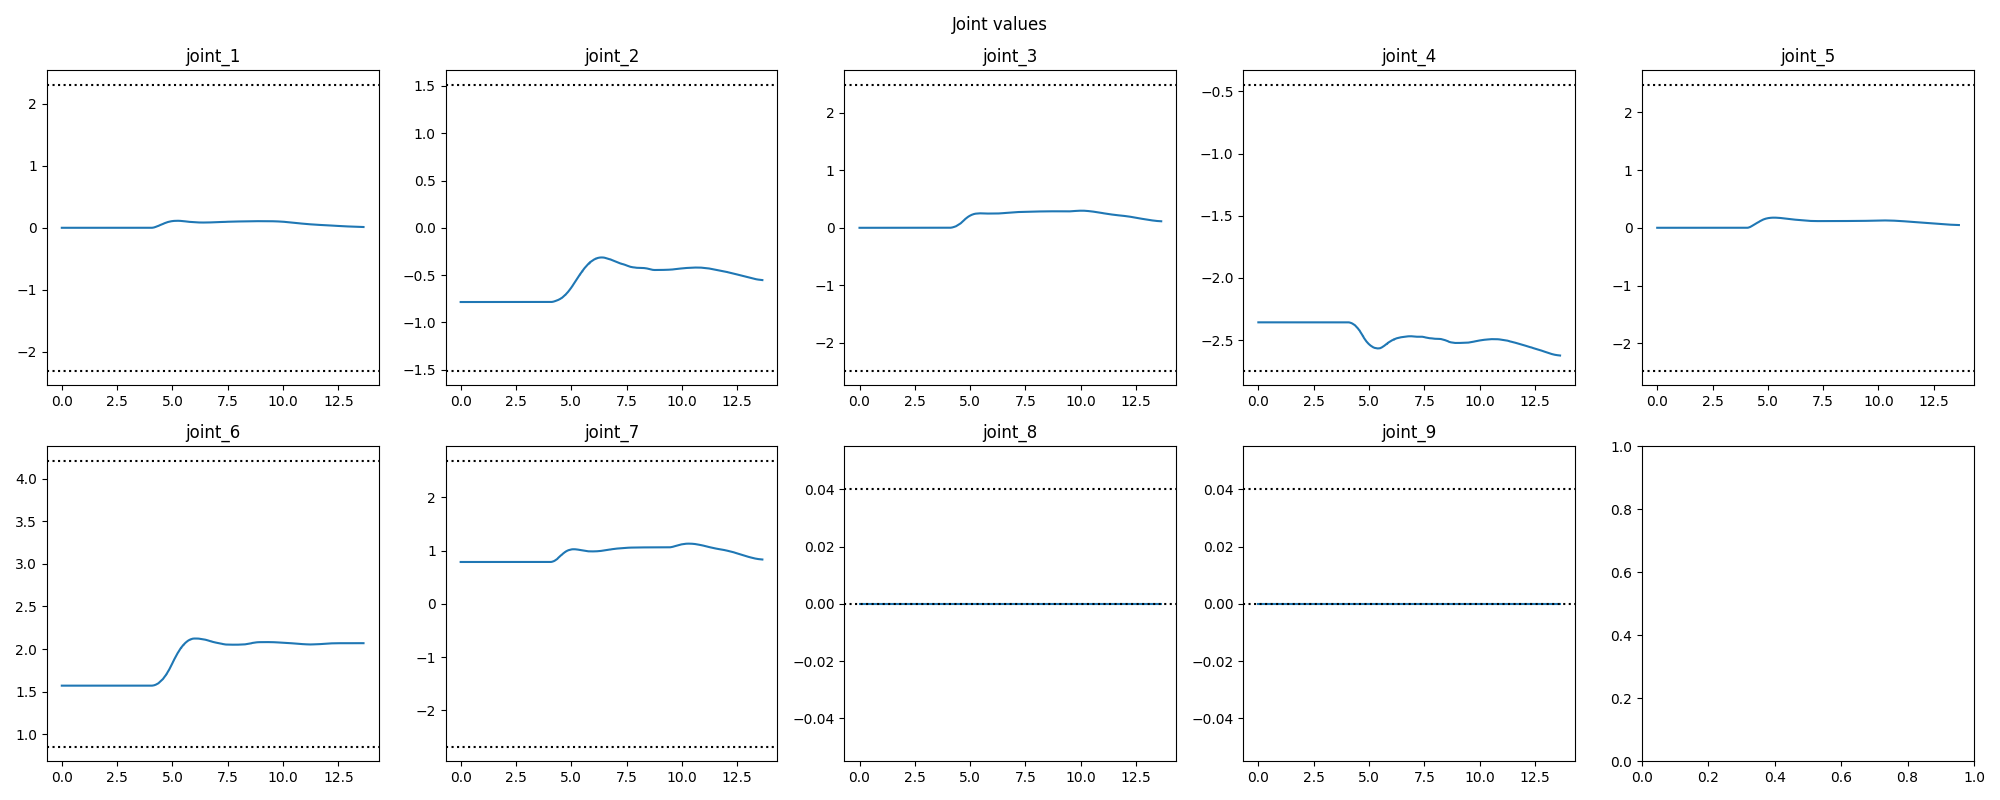 Joint values
joint_1 joint_2 joint_3 joint_4 joint_5
2 1 0 −1 −2
0.0 2.5 5.0 7.5 10.0 12.5
1.5 1.0 0.5 0.0 −0.5 −1.0 −1.5
0.0 2.5 5.0 7.5 10.0 12.5
2 1 0 −1 −2
0.0 2.5 5.0 7.5 10.0 12.5
−0.5 −1.0 −1.5 −2.0 −2.5
0.0 2.5 5.0 7.5 10.0 12.5
2 1 0 −1 −2
0.0 2.5 5.0 7.5 10.0 12.5
joint_6 joint_7 joint_8 joint_9
4.0 3.5 3.0 2.5 2.0 1.5 1.0
0.0 2.5 5.0 7.5 10.0 12.5
2 1 0 −1 −2
0.0 2.5 5.0 7.5 10.0 12.5
0.04 0.02 0.00 −0.02 −0.04
0.0 2.5 5.0 7.5 10.0 12.5
0.04 0.02 0.00 −0.02 −0.04
0.0 2.5 5.0 7.5 10.0 12.5
1.0 0.8 0.6 0.4 0.2 0.0
0.0 0.2 0.4 0.6 0.8 1.0